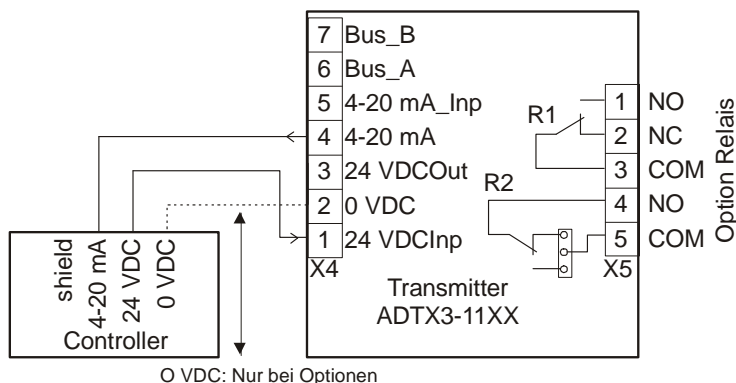 7 Bus_B
6 Bus_A
5 4-20 mA_Inp
4 4-20 mA
3 24 VDCOut
2 0 VDC
1 24 VDCInp
X4
R1
R2
1 NO
2 NC
3 COM
4 NO
5 COM
X5
Option Relais
Transmitter
ADTX3-11XX
shield
4-20 mA
24 VDC
0 VDC
Controller
O VDC: Nur bei Optionen